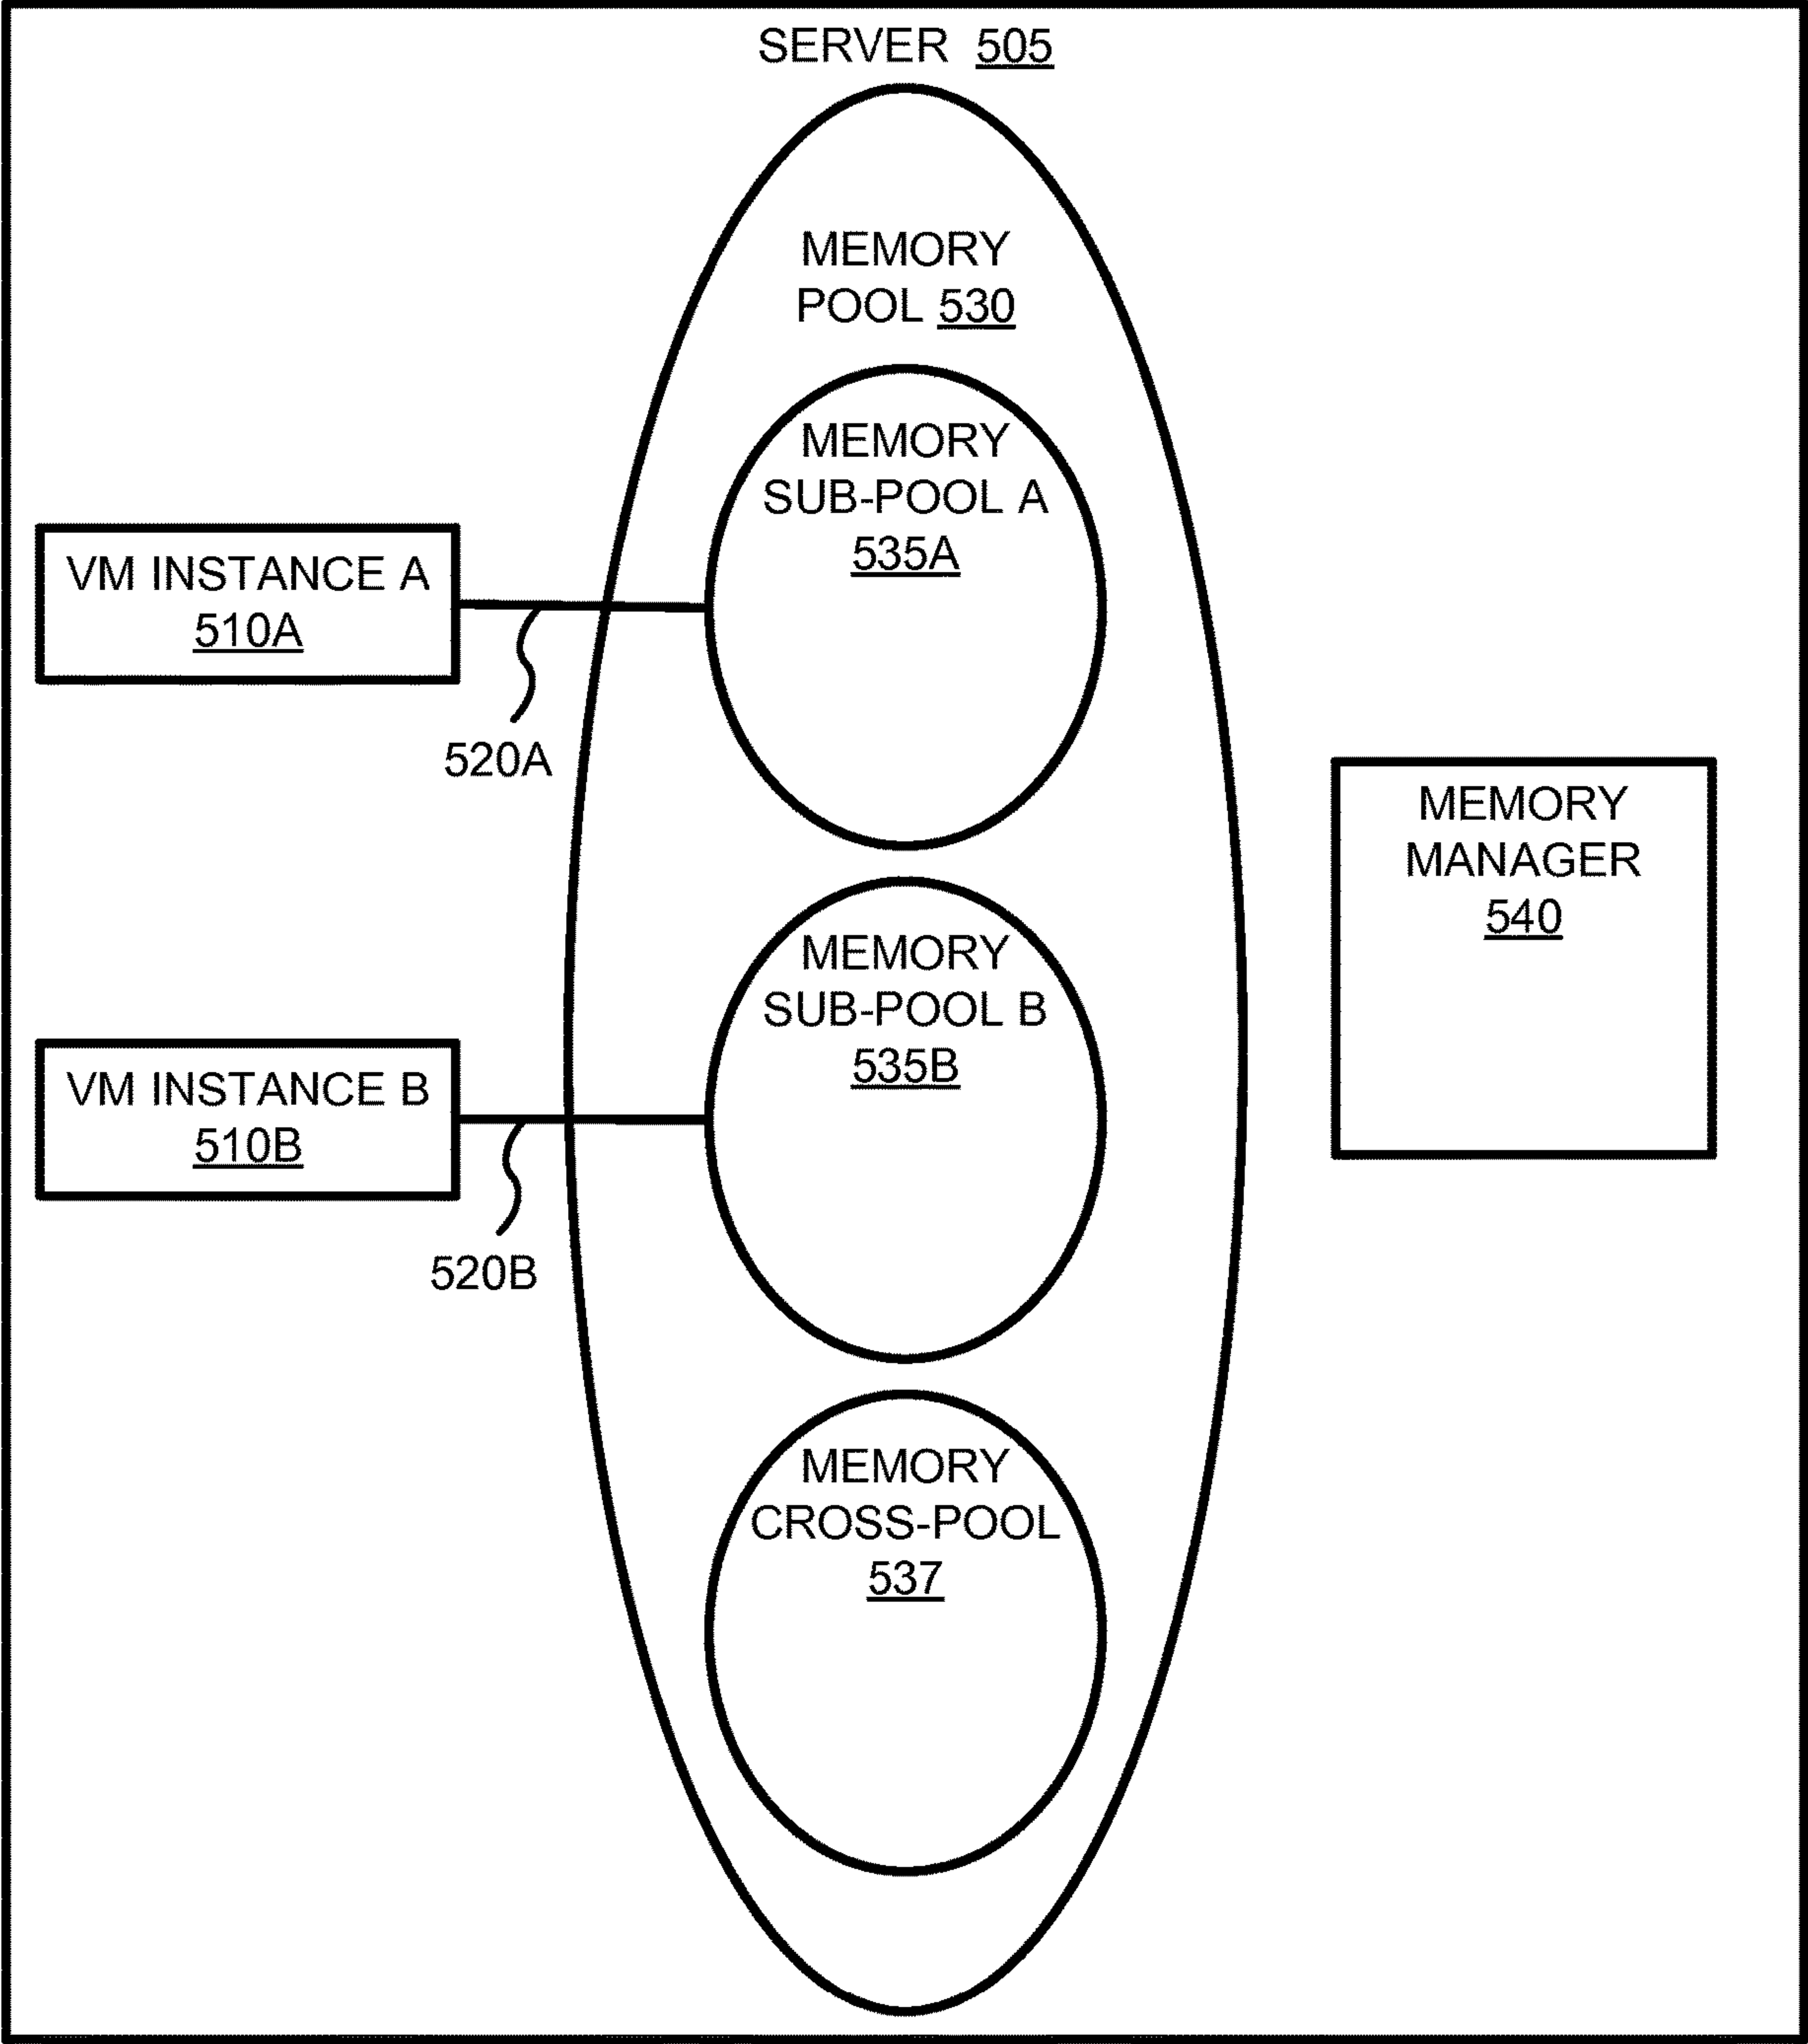 SERVER 505
MEMORY
POOL 530
MEMORY
SUB-POOL A
535A
VM INSTANCE A
510A
520A
MEMORY
MANAGER
540
MEMORY
SUB-POOL B
535B
VM INSTANCE B
510B
520B
MEMORY
CROSS-POOL
537